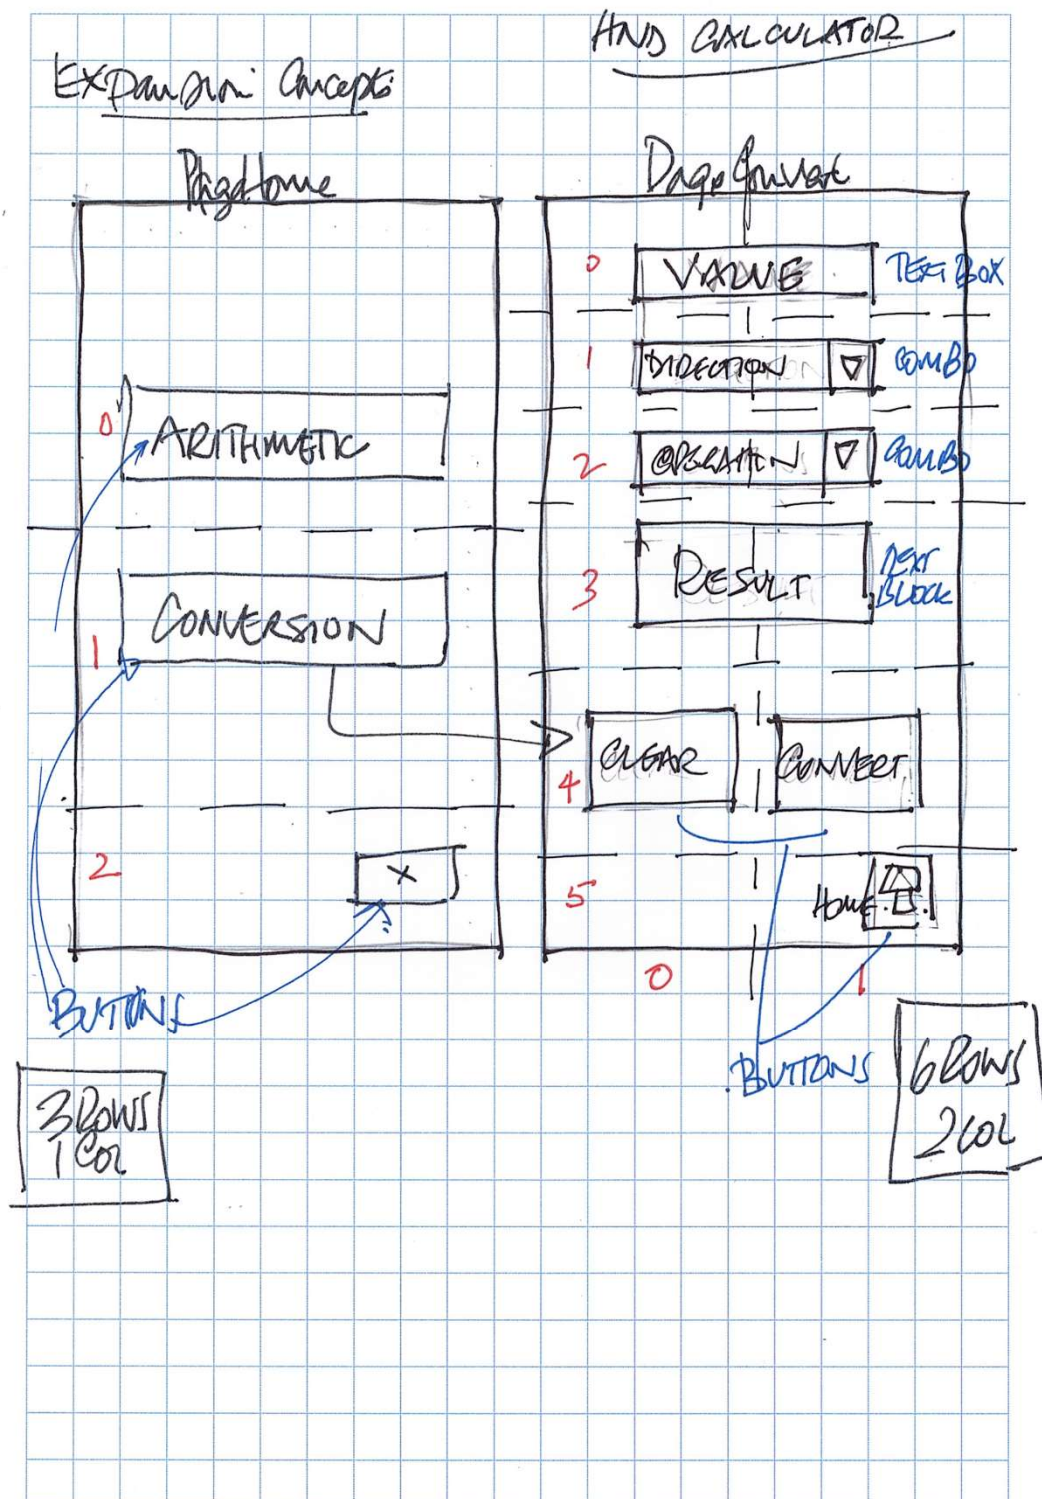 HND CALCULATOR
Expansion Concepts
PageHome
PageConvert
0
VALUE
TEXT BOX
1
DIRECTION
COMBO
0
ARITHMETIC
2
OPERATION
COMBO
3
RESULT
TEXT
BLOCK
1
CONVERSION
4
CLEAR
CONVERT
2
X
5
HOME
0
1
BUTTONS
BUTTONS
3 ROWS
1 COL
6 ROWS
2 COL